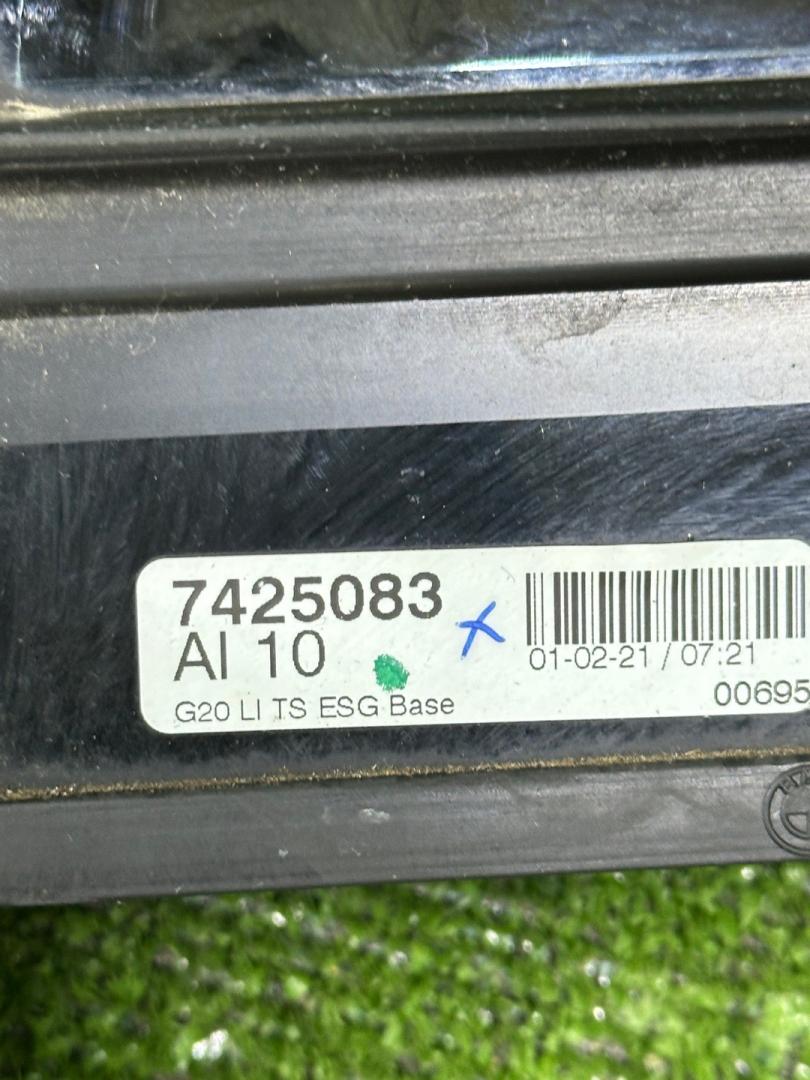 7425083
AI 10
G20 LI TS ESG Base
01-02-21 / 07:21
00695